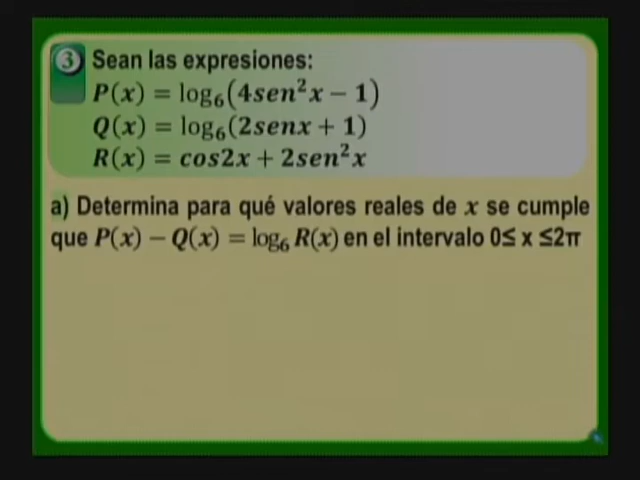 3 Sean las expresiones:
P(x) = log₆(4sen²x − 1)
Q(x) = log₆(2senx + 1)
R(x) = cos2x + 2sen²x
a) Determina para qué valores reales de x se cumple
que P(x) − Q(x) = log₆ R(x) en el intervalo 0≤ x ≤2π